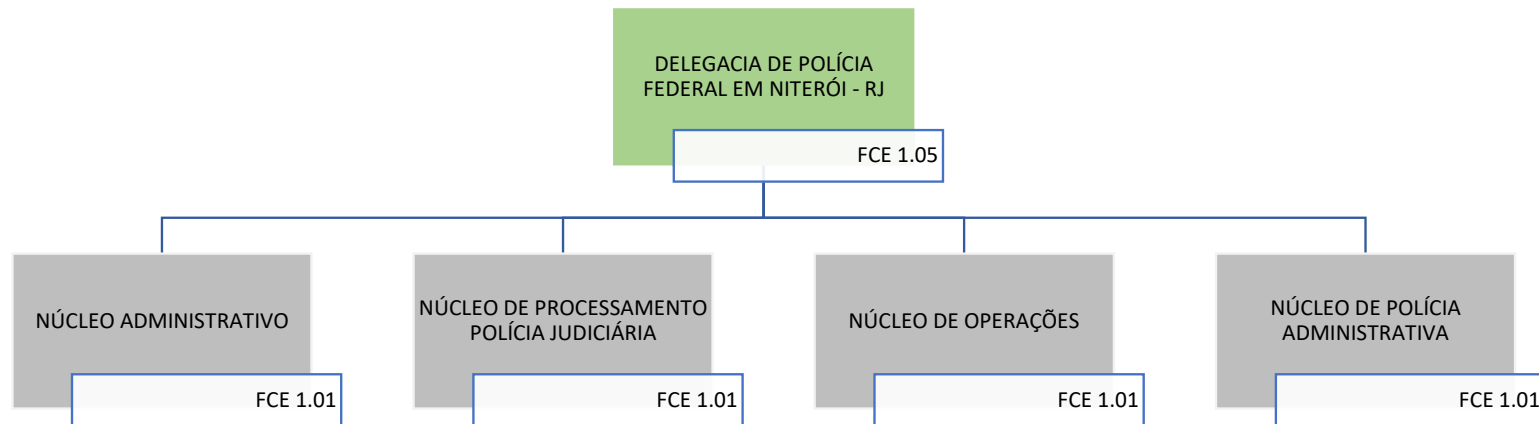 DELEGACIA DE POLÍCIA
FEDERAL EM NITERÓI - RJ
FCE 1.05
NÚCLEO ADMINISTRATIVO
FCE 1.01
NÚCLEO DE PROCESSAMENTO
POLÍCIA JUDICIÁRIA
FCE 1.01
NÚCLEO DE OPERAÇÕES
FCE 1.01
NÚCLEO DE POLÍCIA
ADMINISTRATIVA
FCE 1.01